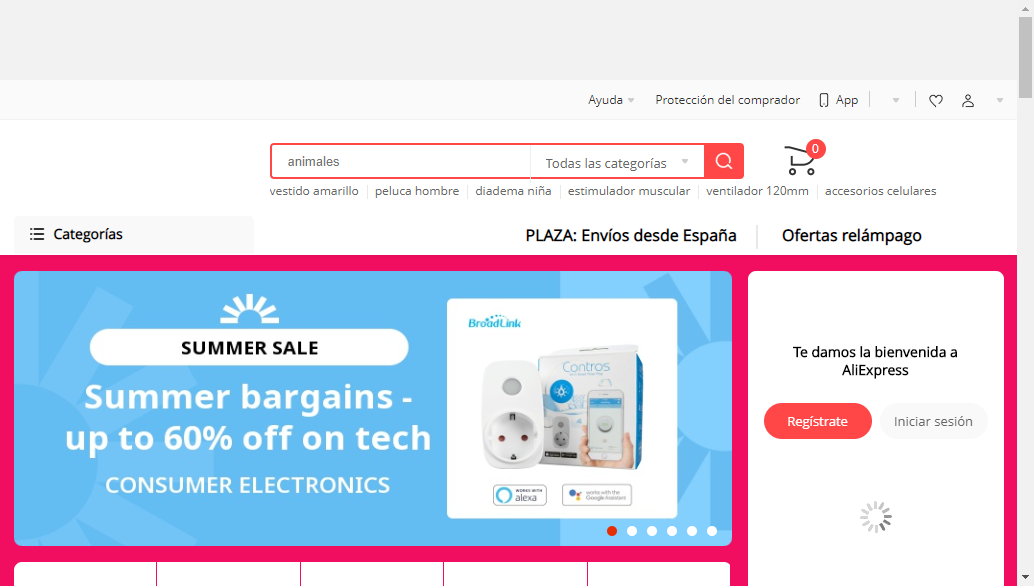 Ayuda
Protección del comprador
App
0
animales
Todas las categorías
vestido amarillo
peluca hombre
diadema niña
estimulador muscular
ventilador 120mm
accesorios celulares
Categorías
PLAZA: Envíos desde España
Ofertas relámpago
SUMMER SALE
Summer bargains -
up to 60% off on tech
CONSUMER ELECTRONICS
BroadLink
Contros
WORKS WITH
alexa
works with the
Google Assistant
Te damos la bienvenida a
AliExpress
Regístrate
Iniciar sesión